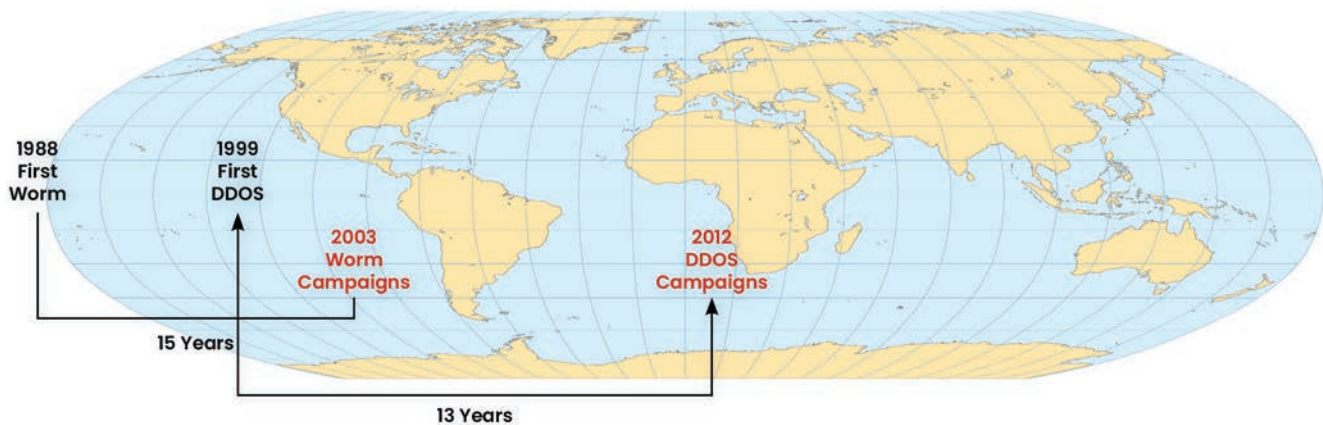 1988
First
Worm
1999
First
DDOS
2003
Worm
Campaigns
2012
DDOS
Campaigns
15 Years
13 Years